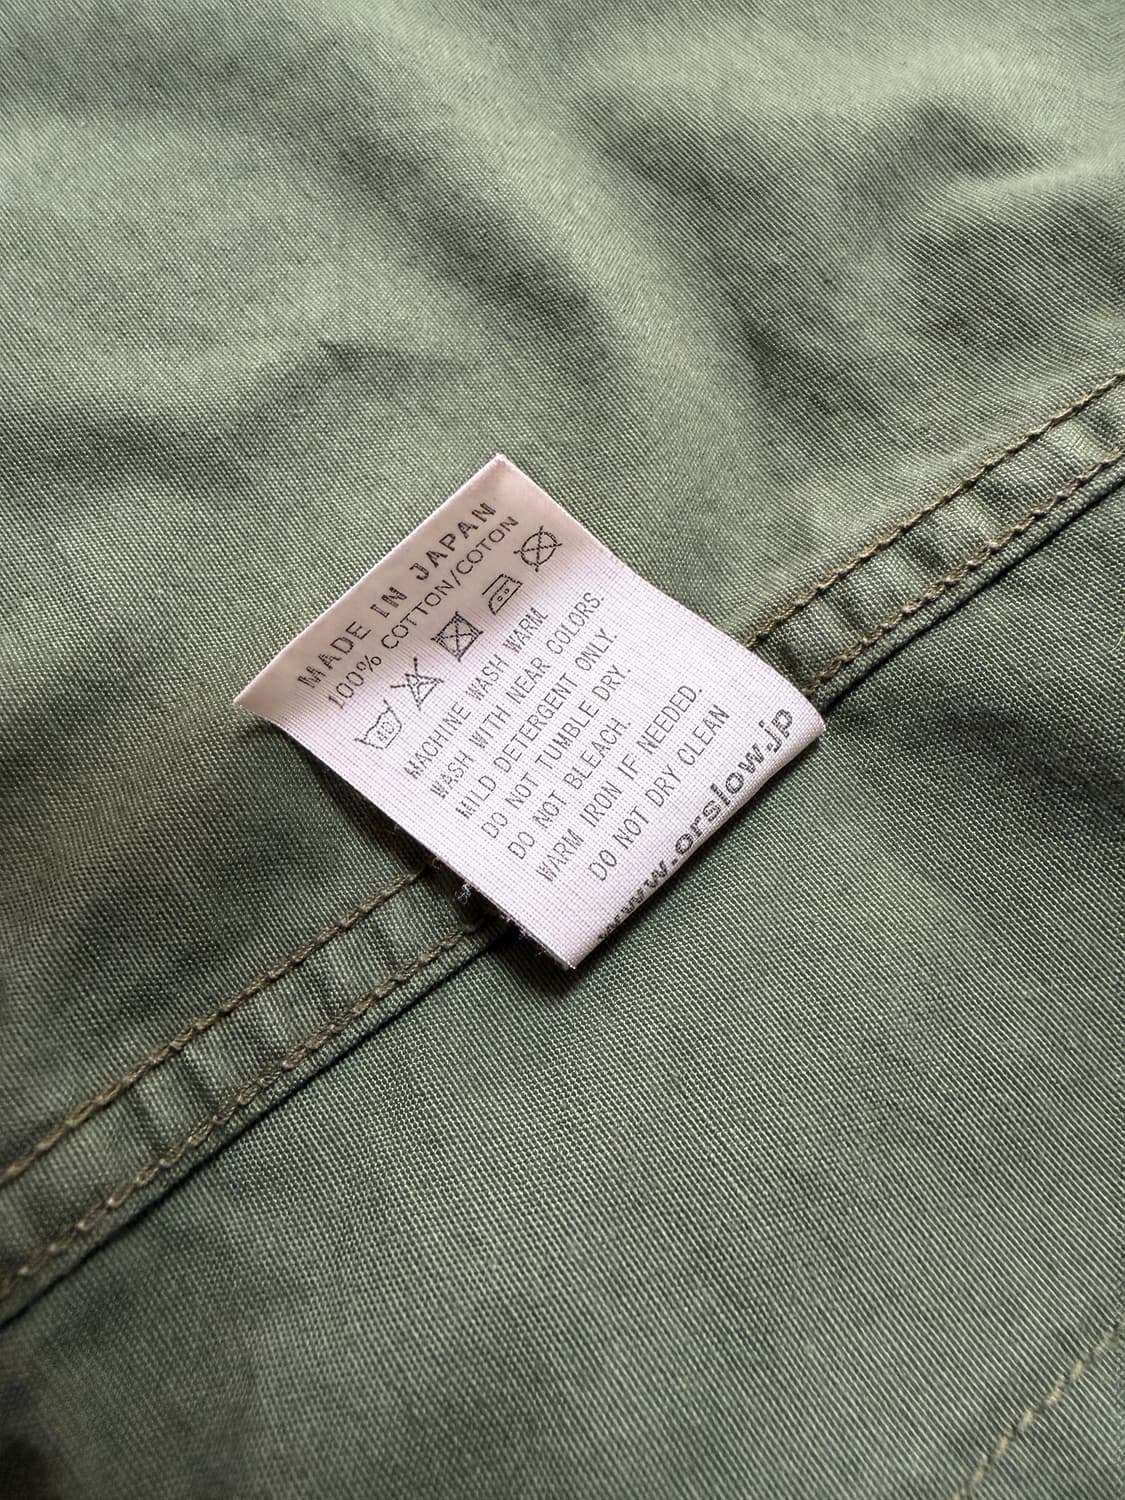 MADE IN JAPAN
100% COTTON/COTON
40
MACHINE WASH WARM.
WASH WITH NEAR COLORS.
MILD DETERGENT ONLY.
DO NOT TUMBLE DRY.
DO NOT BLEACH.
WARM IRON IF NEEDED.
DO NOT DRY CLEAN
www.orslow.jp